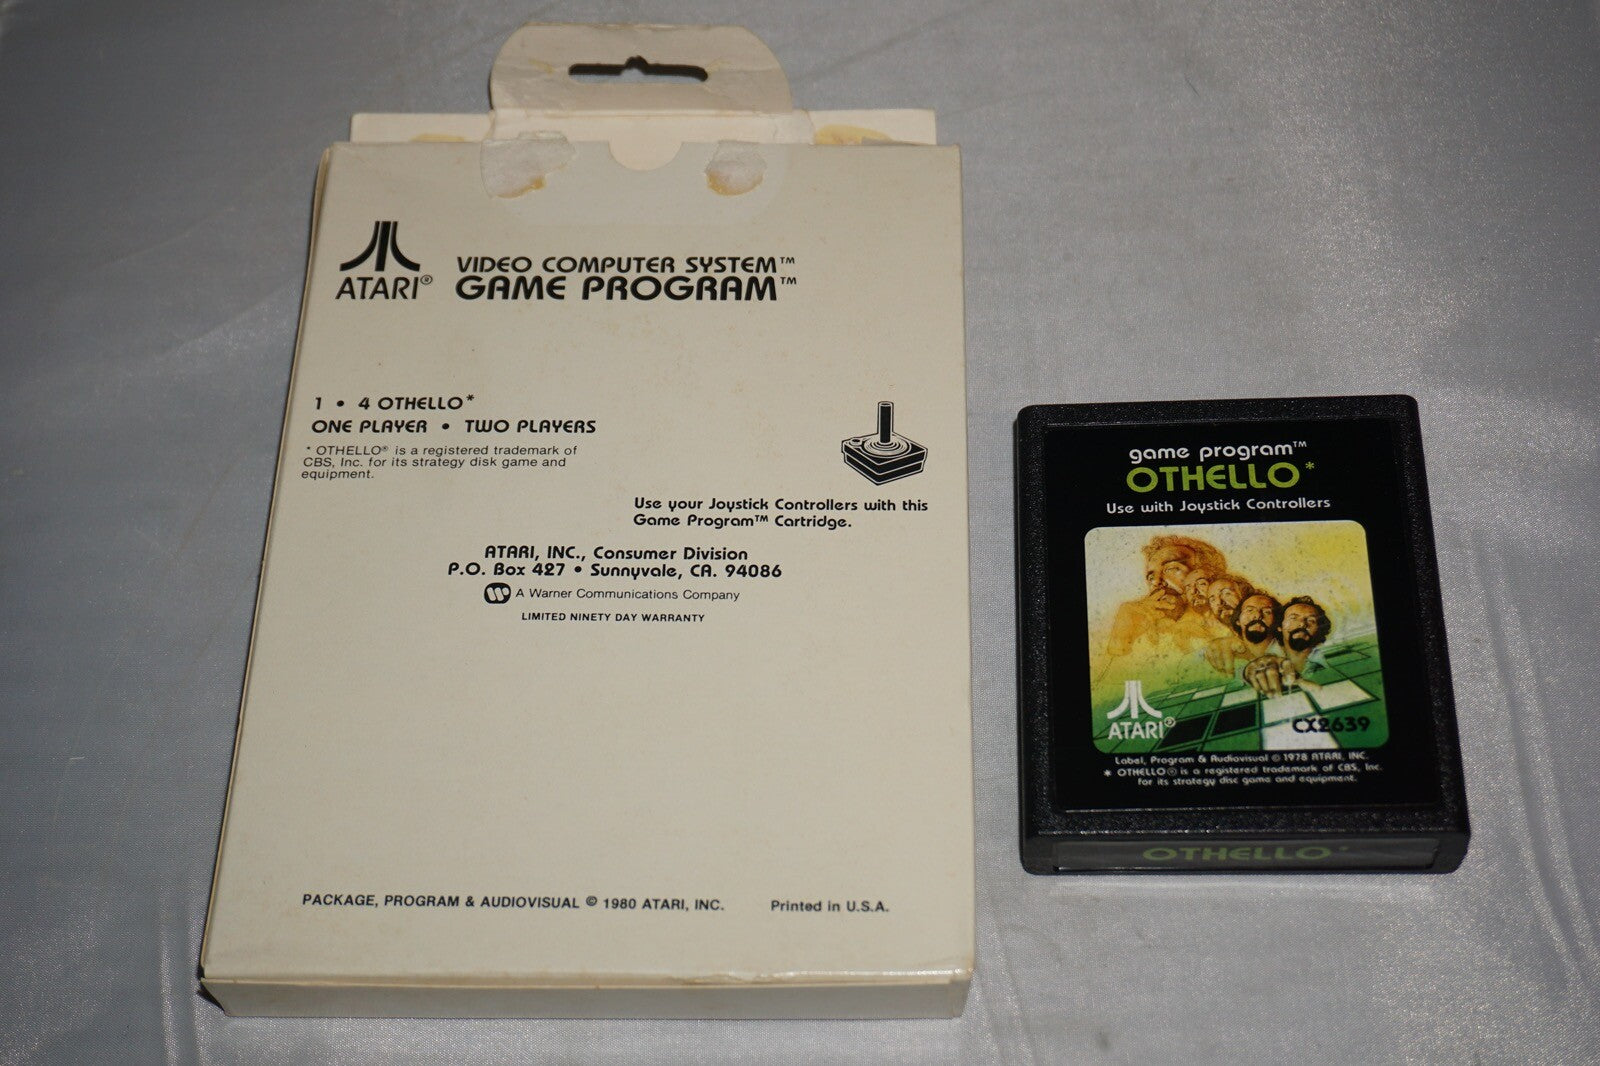 ATARI® VIDEO COMPUTER SYSTEM™
GAME PROGRAM™
1 • 4 OTHELLO*
ONE PLAYER • TWO PLAYERS
* OTHELLO® is a registered trademark of
CBS, Inc. for its strategy disk game and
equipment.
Use your Joystick Controllers with this
Game Program™ Cartridge.
ATARI, INC., Consumer Division
P.O. Box 427 • Sunnyvale, CA. 94086
A Warner Communications Company
LIMITED NINETY DAY WARRANTY
PACKAGE, PROGRAM & AUDIOVISUAL © 1980 ATARI, INC. Printed in U.S.A.
game program™
OTHELLO*
Use with Joystick Controllers
ATARI®
CX2639
Label, Program & Audiovisual © 1978 ATARI, INC.
* OTHELLO® is a registered trademark of CBS, Inc.
for its strategy disc game and equipment.
OTHELLO*